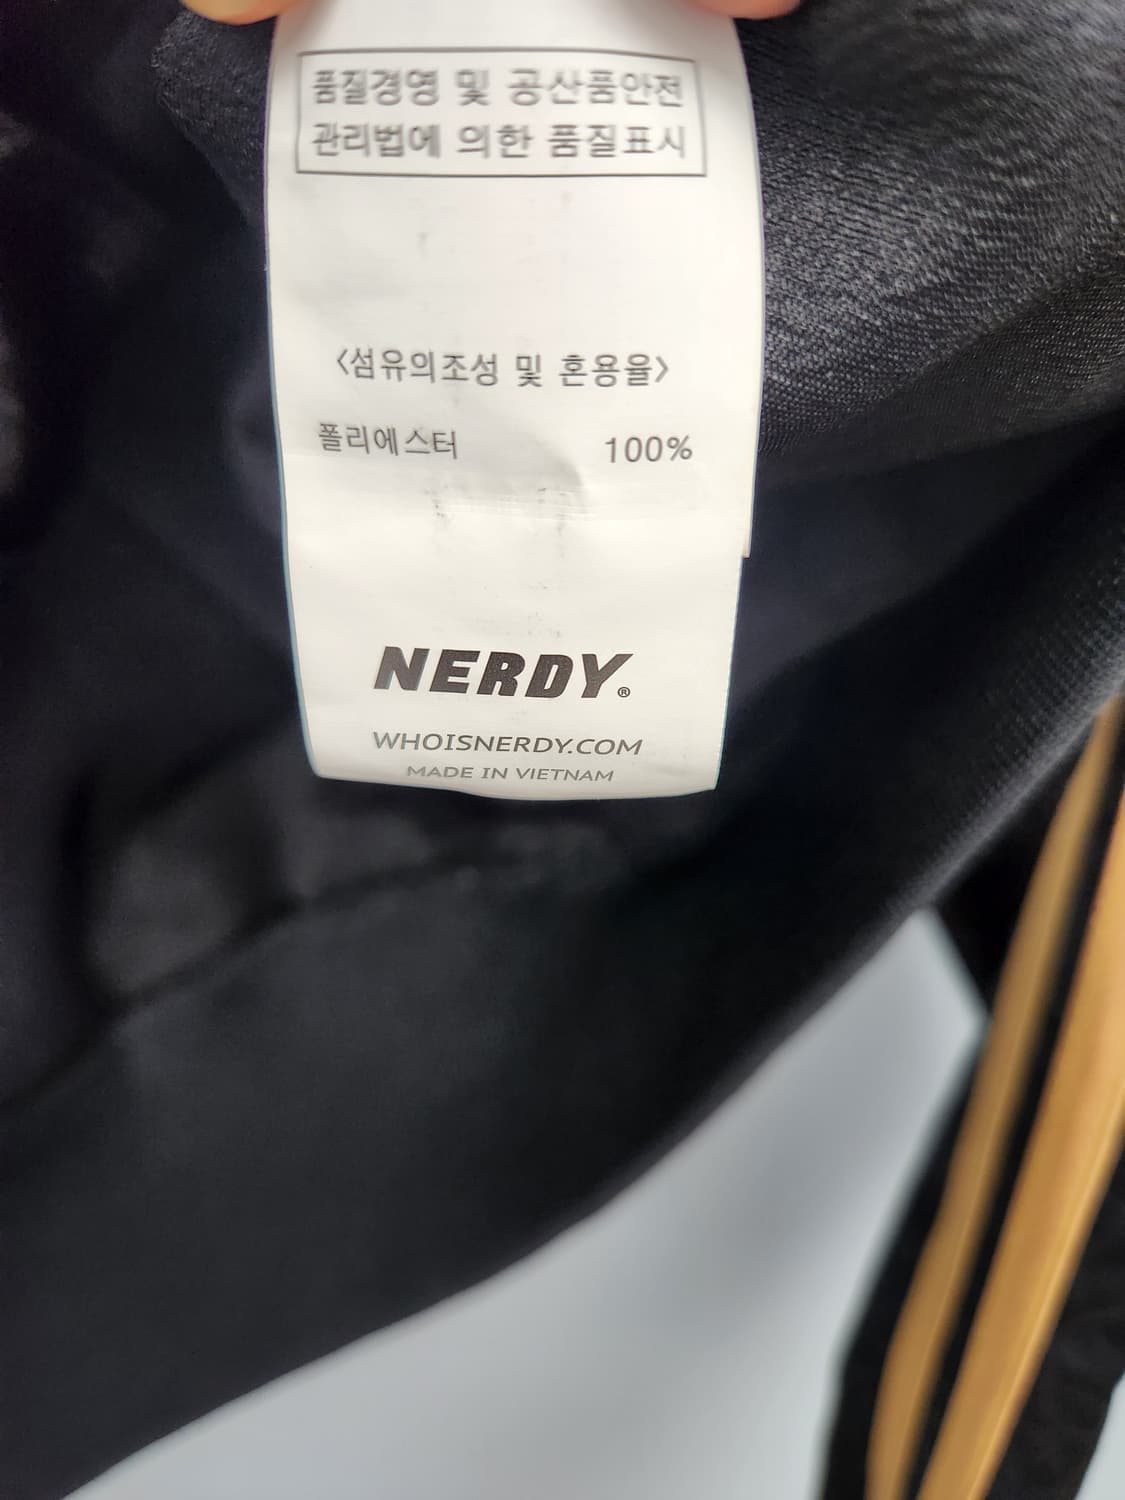 품질경영 및 공산품안전
관리법에 의한 품질표시
<섬유의조성 및 혼용율>
폴리에스터 100%
NERDY®
WHOISNERDY.COM
MADE IN VIETNAM